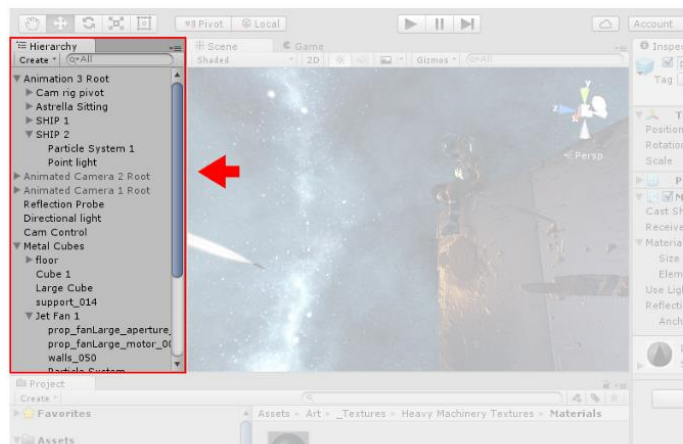 Pivot Local Account
Hierarchy
Create All
Scene Game
Shaded 2D Gizmos All
Animation 3 Root
Cam rig pivot
Astrella Sitting
SHIP 1
SHIP 2
Particle System 1
Point light
Animated Camera 2 Root
Animated Camera 1 Root
Reflection Probe
Directional light
Cam Control
Metal Cubes
floor
Cube 1
Large Cube
support_014
Jet Fan 1
prop_fanLarge_aperture_
prop_fanLarge_motor_00
walls_050
Particle System
y
z
Persp
Inspec
Tag
T
Position
Rotation
Scale
P
M
Cast Sh
Receive
Materia
Size
Elem
Use Ligh
Reflecti
Anch
Project
Create
Favorites
Assets
Assets Art _Textures Heavy Machinery Textures Materials